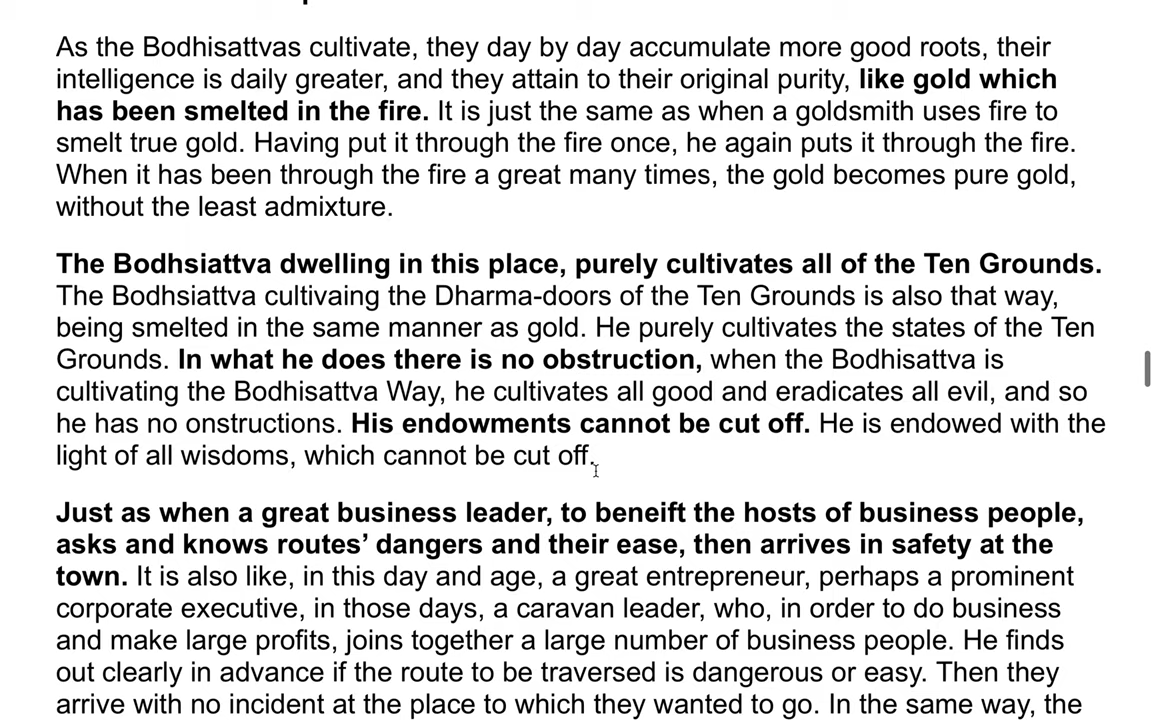 As the Bodhisattvas cultivate, they day by day accumulate more good roots, their
intelligence is daily greater, and they attain to their original purity, like gold which
has been smelted in the fire. It is just the same as when a goldsmith uses fire to
smelt true gold. Having put it through the fire once, he again puts it through the fire.
When it has been through the fire a great many times, the gold becomes pure gold,
without the least admixture.
The Bodhsiattva dwelling in this place, purely cultivates all of the Ten Grounds.
The Bodhsiattva cultivaing the Dharma-doors of the Ten Grounds is also that way,
being smelted in the same manner as gold. He purely cultivates the states of the Ten
Grounds. In what he does there is no obstruction, when the Bodhisattva is
cultivating the Bodhisattva Way, he cultivates all good and eradicates all evil, and so
he has no onstructions. His endowments cannot be cut off. He is endowed with the
light of all wisdoms, which cannot be cut off.
Just as when a great business leader, to beneift the hosts of business people,
asks and knows routes’ dangers and their ease, then arrives in safety at the
town. It is also like, in this day and age, a great entrepreneur, perhaps a prominent
corporate executive, in those days, a caravan leader, who, in order to do business
and make large profits, joins together a large number of business people. He finds
out clearly in advance if the route to be traversed is dangerous or easy. Then they
arrive with no incident at the place to which they wanted to go. In the same way, the